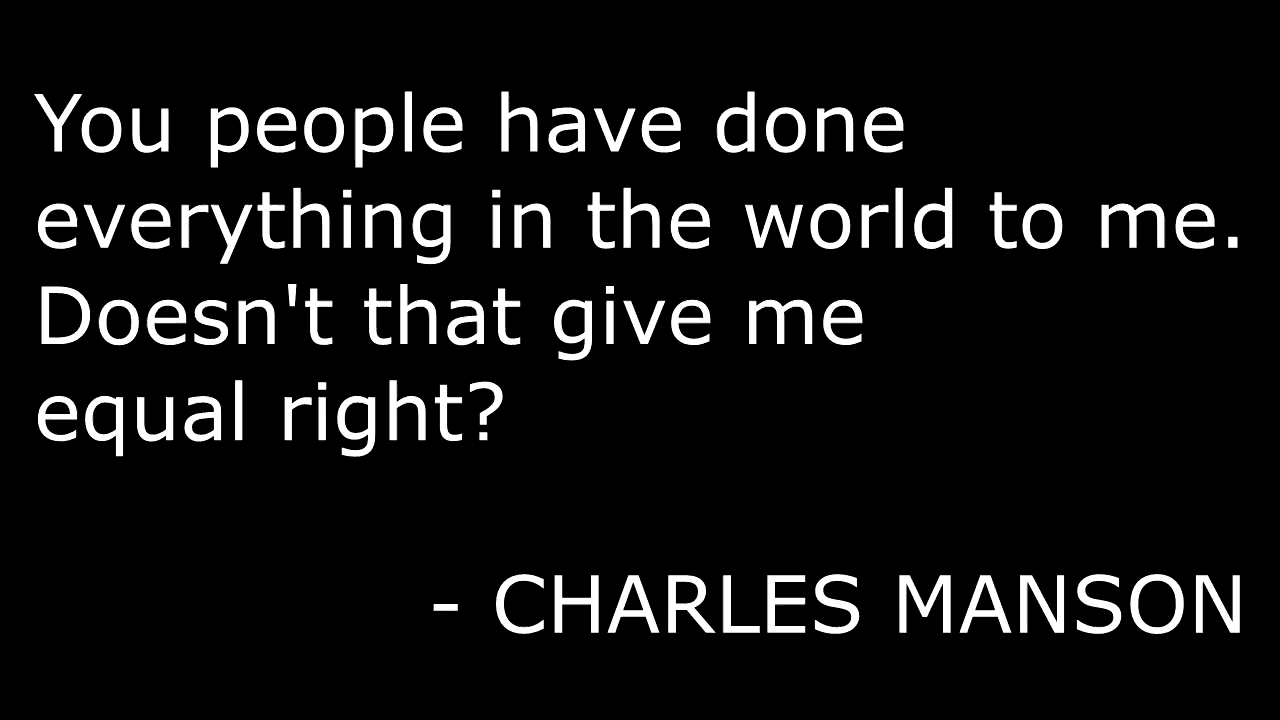 You people have done
everything in the world to me.
Doesn't that give me
equal right?
- CHARLES MANSON